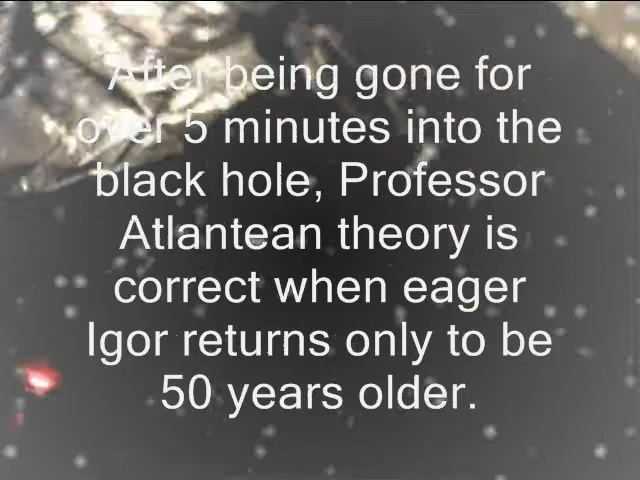 After being gone for
over 5 minutes into the
black hole, Professor
Atlantean theory is
correct when eager
Igor returns only to be
50 years older.